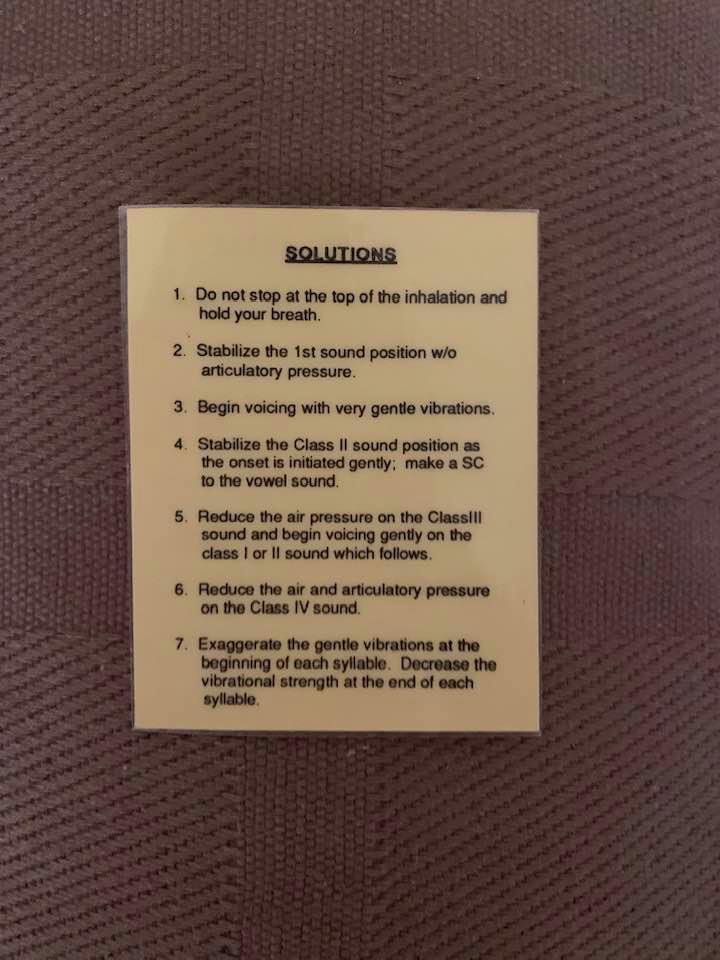 SOLUTIONS
1. Do not stop at the top of the inhalation and
hold your breath.
2. Stabilize the 1st sound position w/o
articulatory pressure.
3. Begin voicing with very gentle vibrations.
4. Stabilize the Class II sound position as
the onset is initiated gently; make a SC
to the vowel sound.
5. Reduce the air pressure on the ClassIII
sound and begin voicing gently on the
class I or II sound which follows.
6. Reduce the air and articulatory pressure
on the Class IV sound.
7. Exaggerate the gentle vibrations at the
beginning of each syllable. Decrease the
vibrational strength at the end of each
syllable.